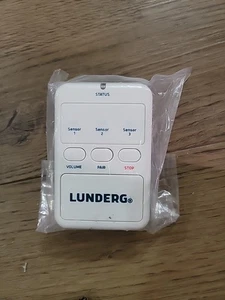 STATUS
Sensor Sensor Sensor
1 2 3
VOLUME PAIR STOP
LUNDERG®